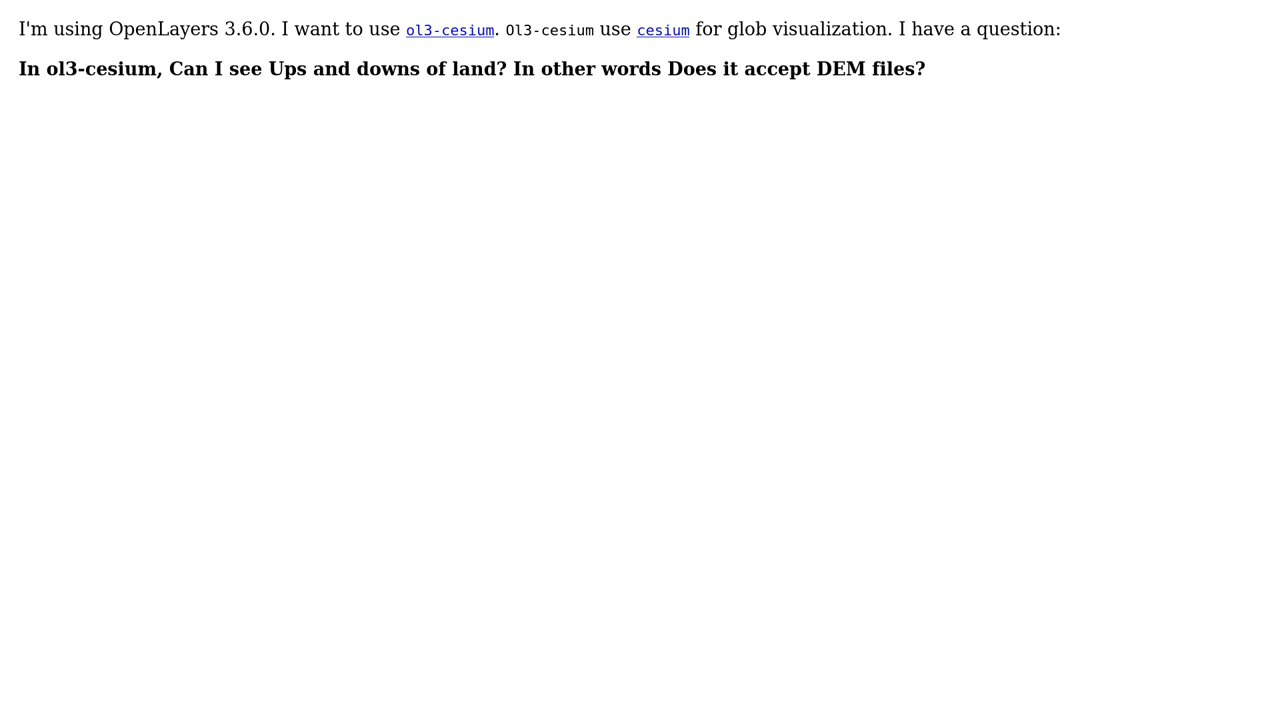 I'm using OpenLayers 3.6.0. I want to use ol3-cesium. Ol3-cesium use cesium for glob visualization. I have a question:
In ol3-cesium, Can I see Ups and downs of land? In other words Does it accept DEM files?